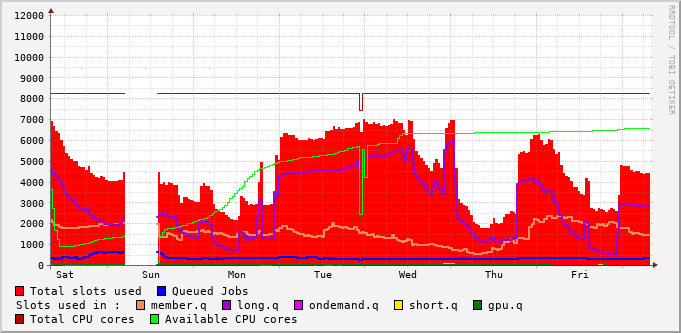 12000
11000
10000
9000
8000
7000
6000
5000
4000
3000
2000
1000
0
Sat Sun Mon Tue Wed Thu Fri
RRDTOOL / TOBI OETIKER
Total slots used Queued Jobs
Slots used in : member.q long.q ondemand.q short.q gpu.q
Total CPU cores Available CPU cores